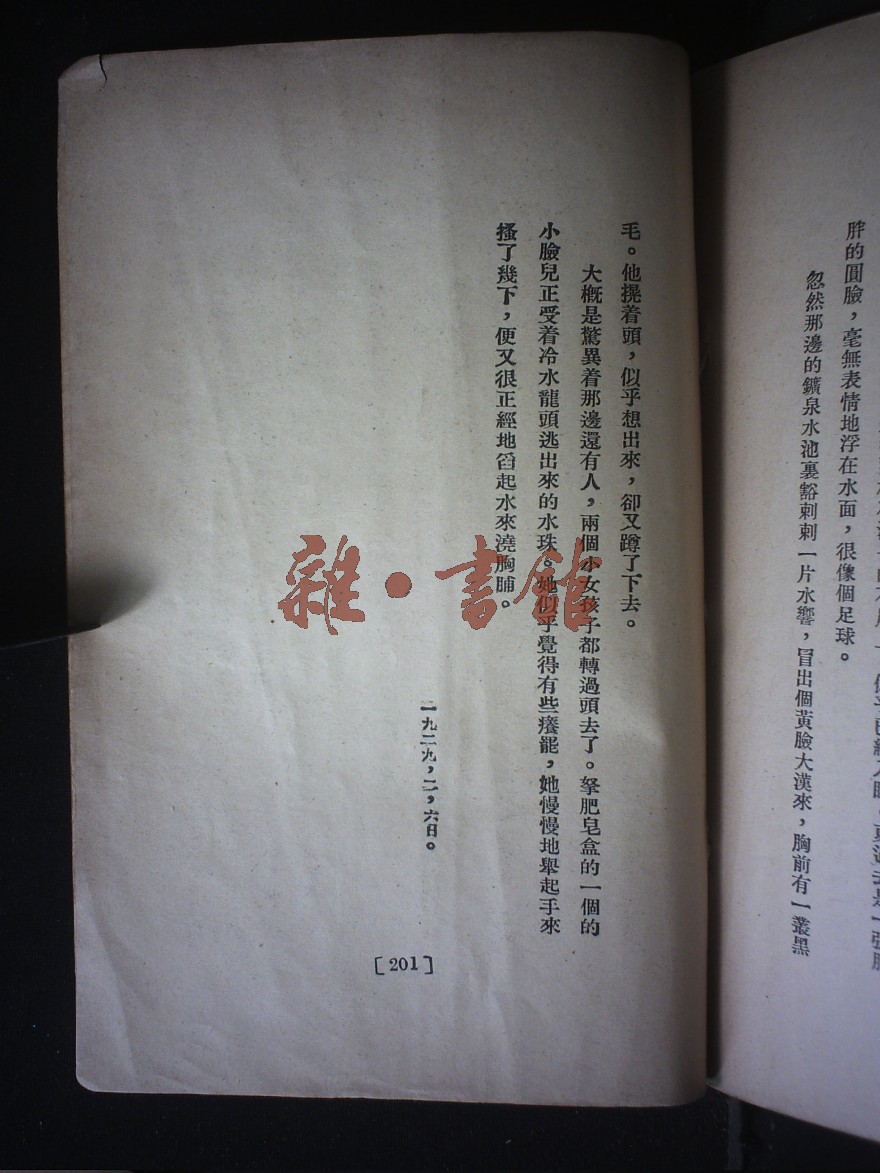 胖的圓臉，毫無表情地浮在水面，很像個足球。
忽然那邊的鑛泉水池裏豁剌剌一片水響，冒出個黃臉大漢來，胸前有一叢黑
毛。他擡着頭，似乎想出來，卻又蹲了下去。
大概是驚異着那邊還有人，兩個小女孩子都轉過頭去了。拏肥皂盒的一個的
小臉兒正受着冷水龍頭逃出來的水珠。她似乎覺得有些癢罷，她慢慢地舉起手來
搔了幾下，便又很正經地舀起水來澆胸脯。
一九二九，二，六日。
[201]
雜·書館